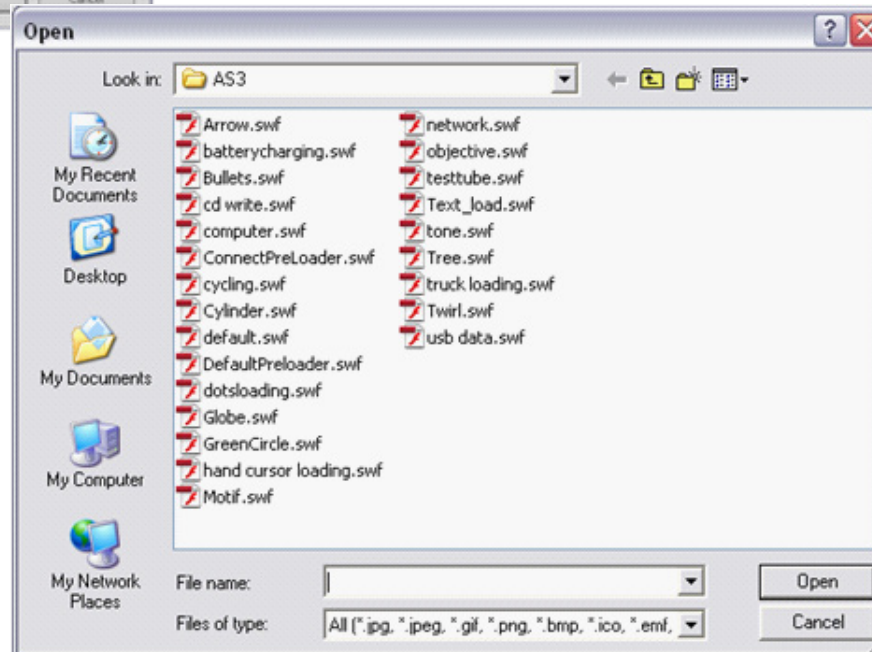 Cancel
Open
Look in: AS3
My Recent
Documents
Desktop
My Documents
My Computer
My Network
Places
Arrow.swf
batterycharging.swf
Bullets.swf
cd write.swf
computer.swf
ConnectPreLoader.swf
cycling.swf
Cylinder.swf
default.swf
DefaultPreloader.swf
dotsloading.swf
Globe.swf
GreenCircle.swf
hand cursor loading.swf
Motif.swf
network.swf
objective.swf
testtube.swf
Text_load.swf
tone.swf
Tree.swf
truck loading.swf
Twirl.swf
usb data.swf
File name:
Open
Files of type: All (*.jpg, *.jpeg, *.gif, *.png, *.bmp, *.ico, *.emf,
Cancel